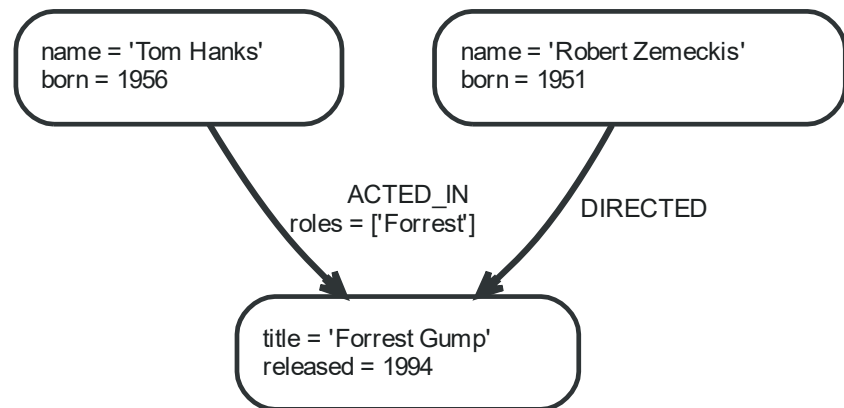 name = 'Tom Hanks'
born = 1956
name = 'Robert Zemeckis'
born = 1951
ACTED_IN
roles = ['Forrest']
DIRECTED
title = 'Forrest Gump'
released = 1994